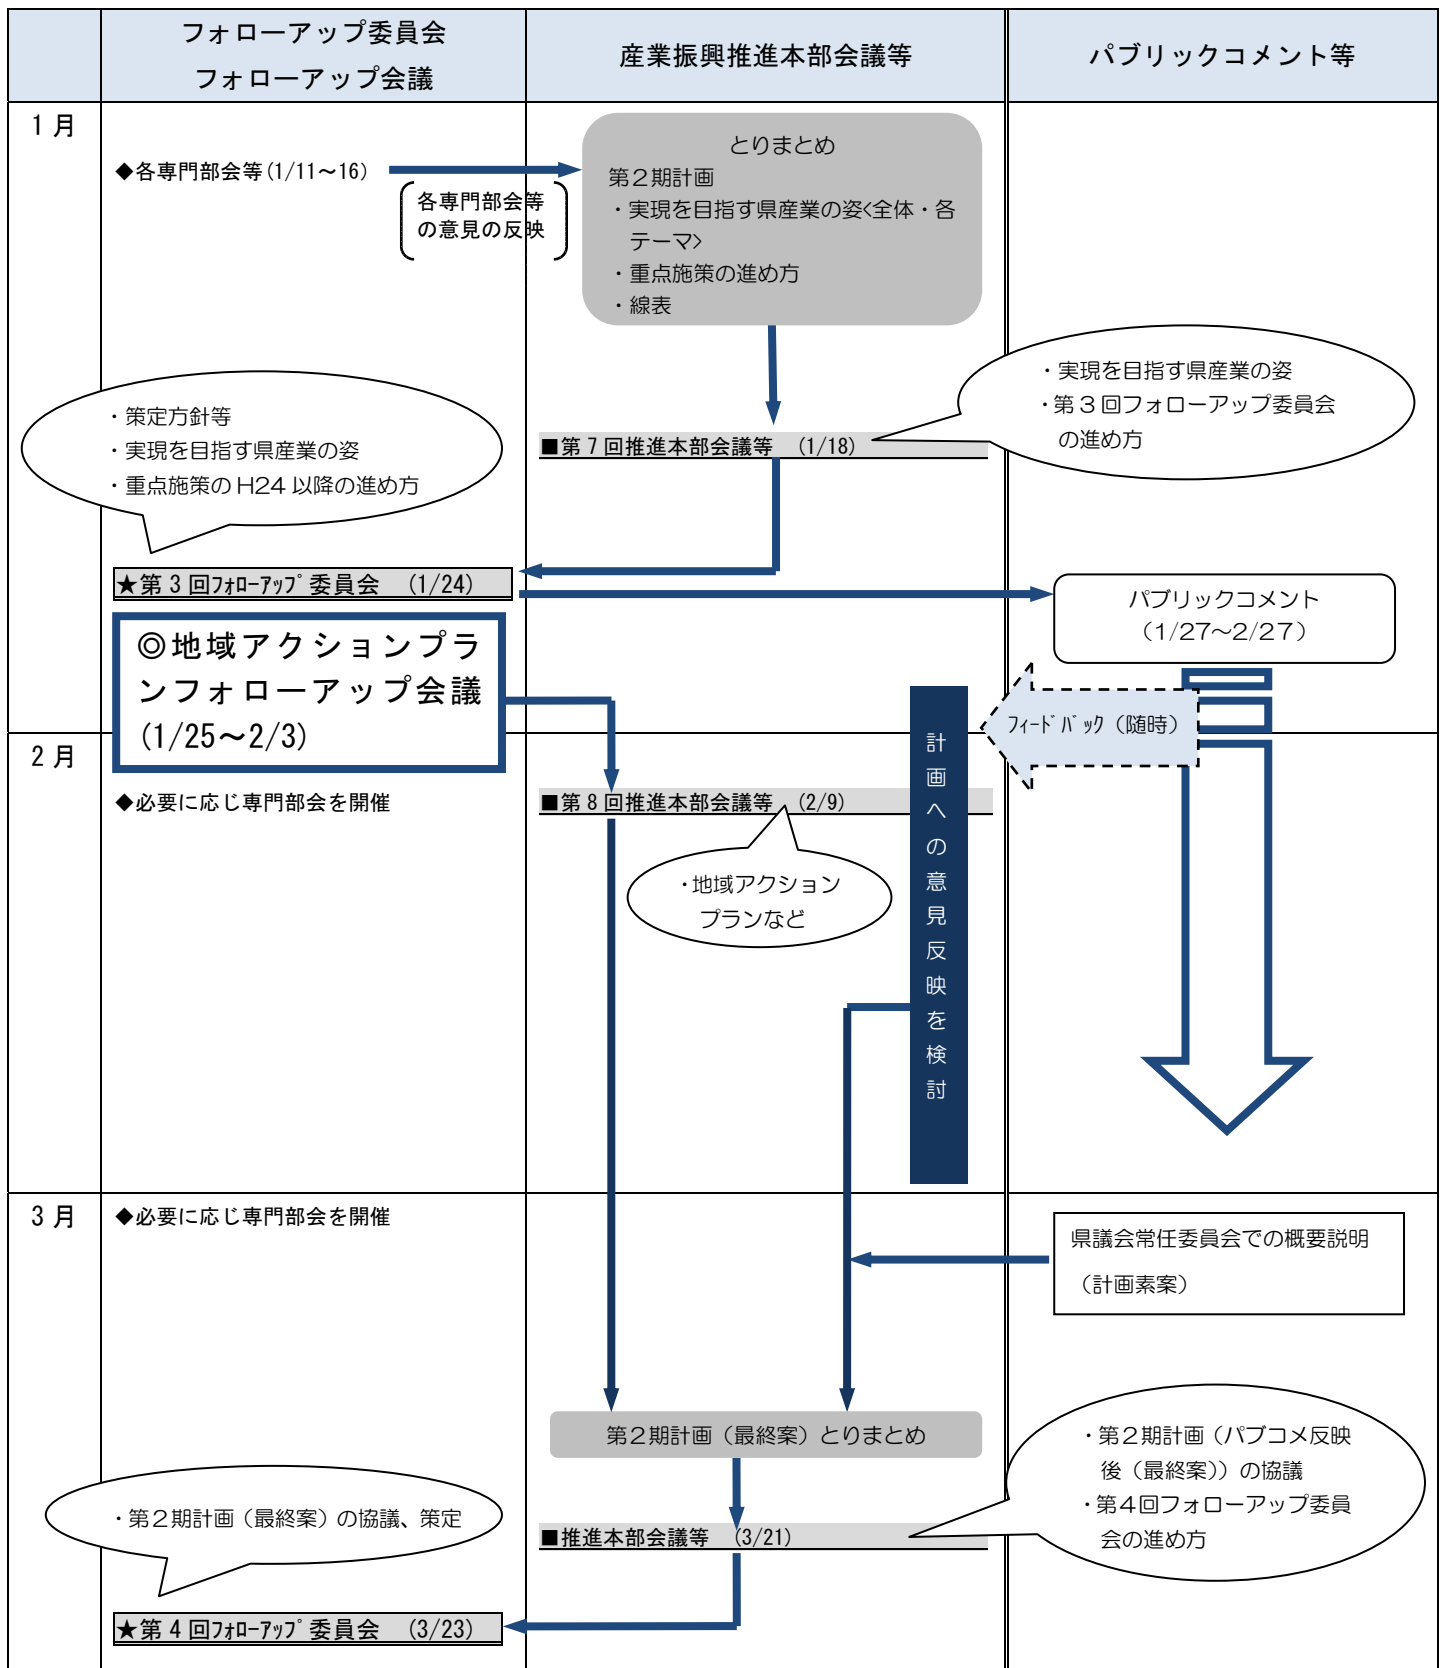 フォローアップ委員会
フォローアップ会議
産業振興推進本部会議等
パブリックコメント等
1月
◆各専門部会等(1/11～16)
各専門部会等
の意見の反映
とりまとめ
第２期計画
・実現を目指す県産業の姿<全体・各
テーマ>
・重点施策の進め方
・線表
・実現を目指す県産業の姿
・第３回フォローアップ委員会
の進め方
・策定方針等
・実現を目指す県産業の姿
・重点施策のH24以降の進め方
■第7回推進本部会議等　(1/18)
★第3回ﾌｫﾛｰｱｯﾌﾟ委員会　(1/24)
パブリックコメント
（1/27～2/27）
◎地域アクションプラ
ンフォローアップ会議
(1/25～2/3)
ﾌｨｰﾄﾞﾊﾞｯｸ（随時）
計画への意見反映を検討
2月
◆必要に応じ専門部会を開催
■第8回推進本部会議等　(2/9)
・地域アクション
プランなど
3月
◆必要に応じ専門部会を開催
県議会常任委員会での概要説明
（計画素案）
第２期計画（最終案）とりまとめ
・第２期計画（パブコメ反映
後（最終案））の協議
・第４回フォローアップ委員
会の進め方
・第２期計画（最終案）の協議、策定
■推進本部会議等　(3/21)
★第4回ﾌｫﾛｰｱｯﾌﾟ委員会　(3/23)